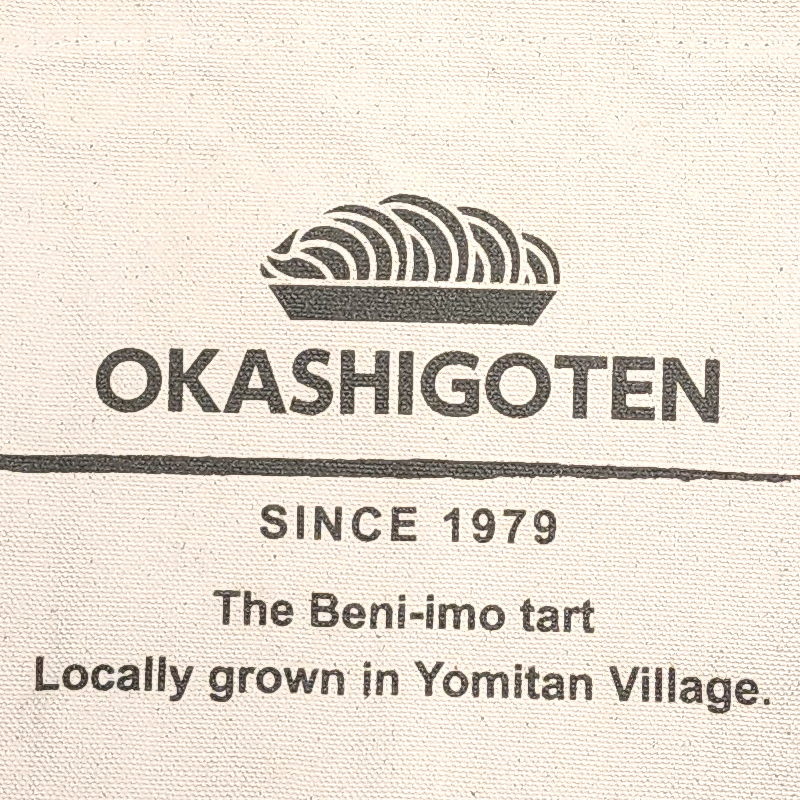 OKASHIGOTEN
SINCE 1979
The Beni-imo tart
Locally grown in Yomitan Village.